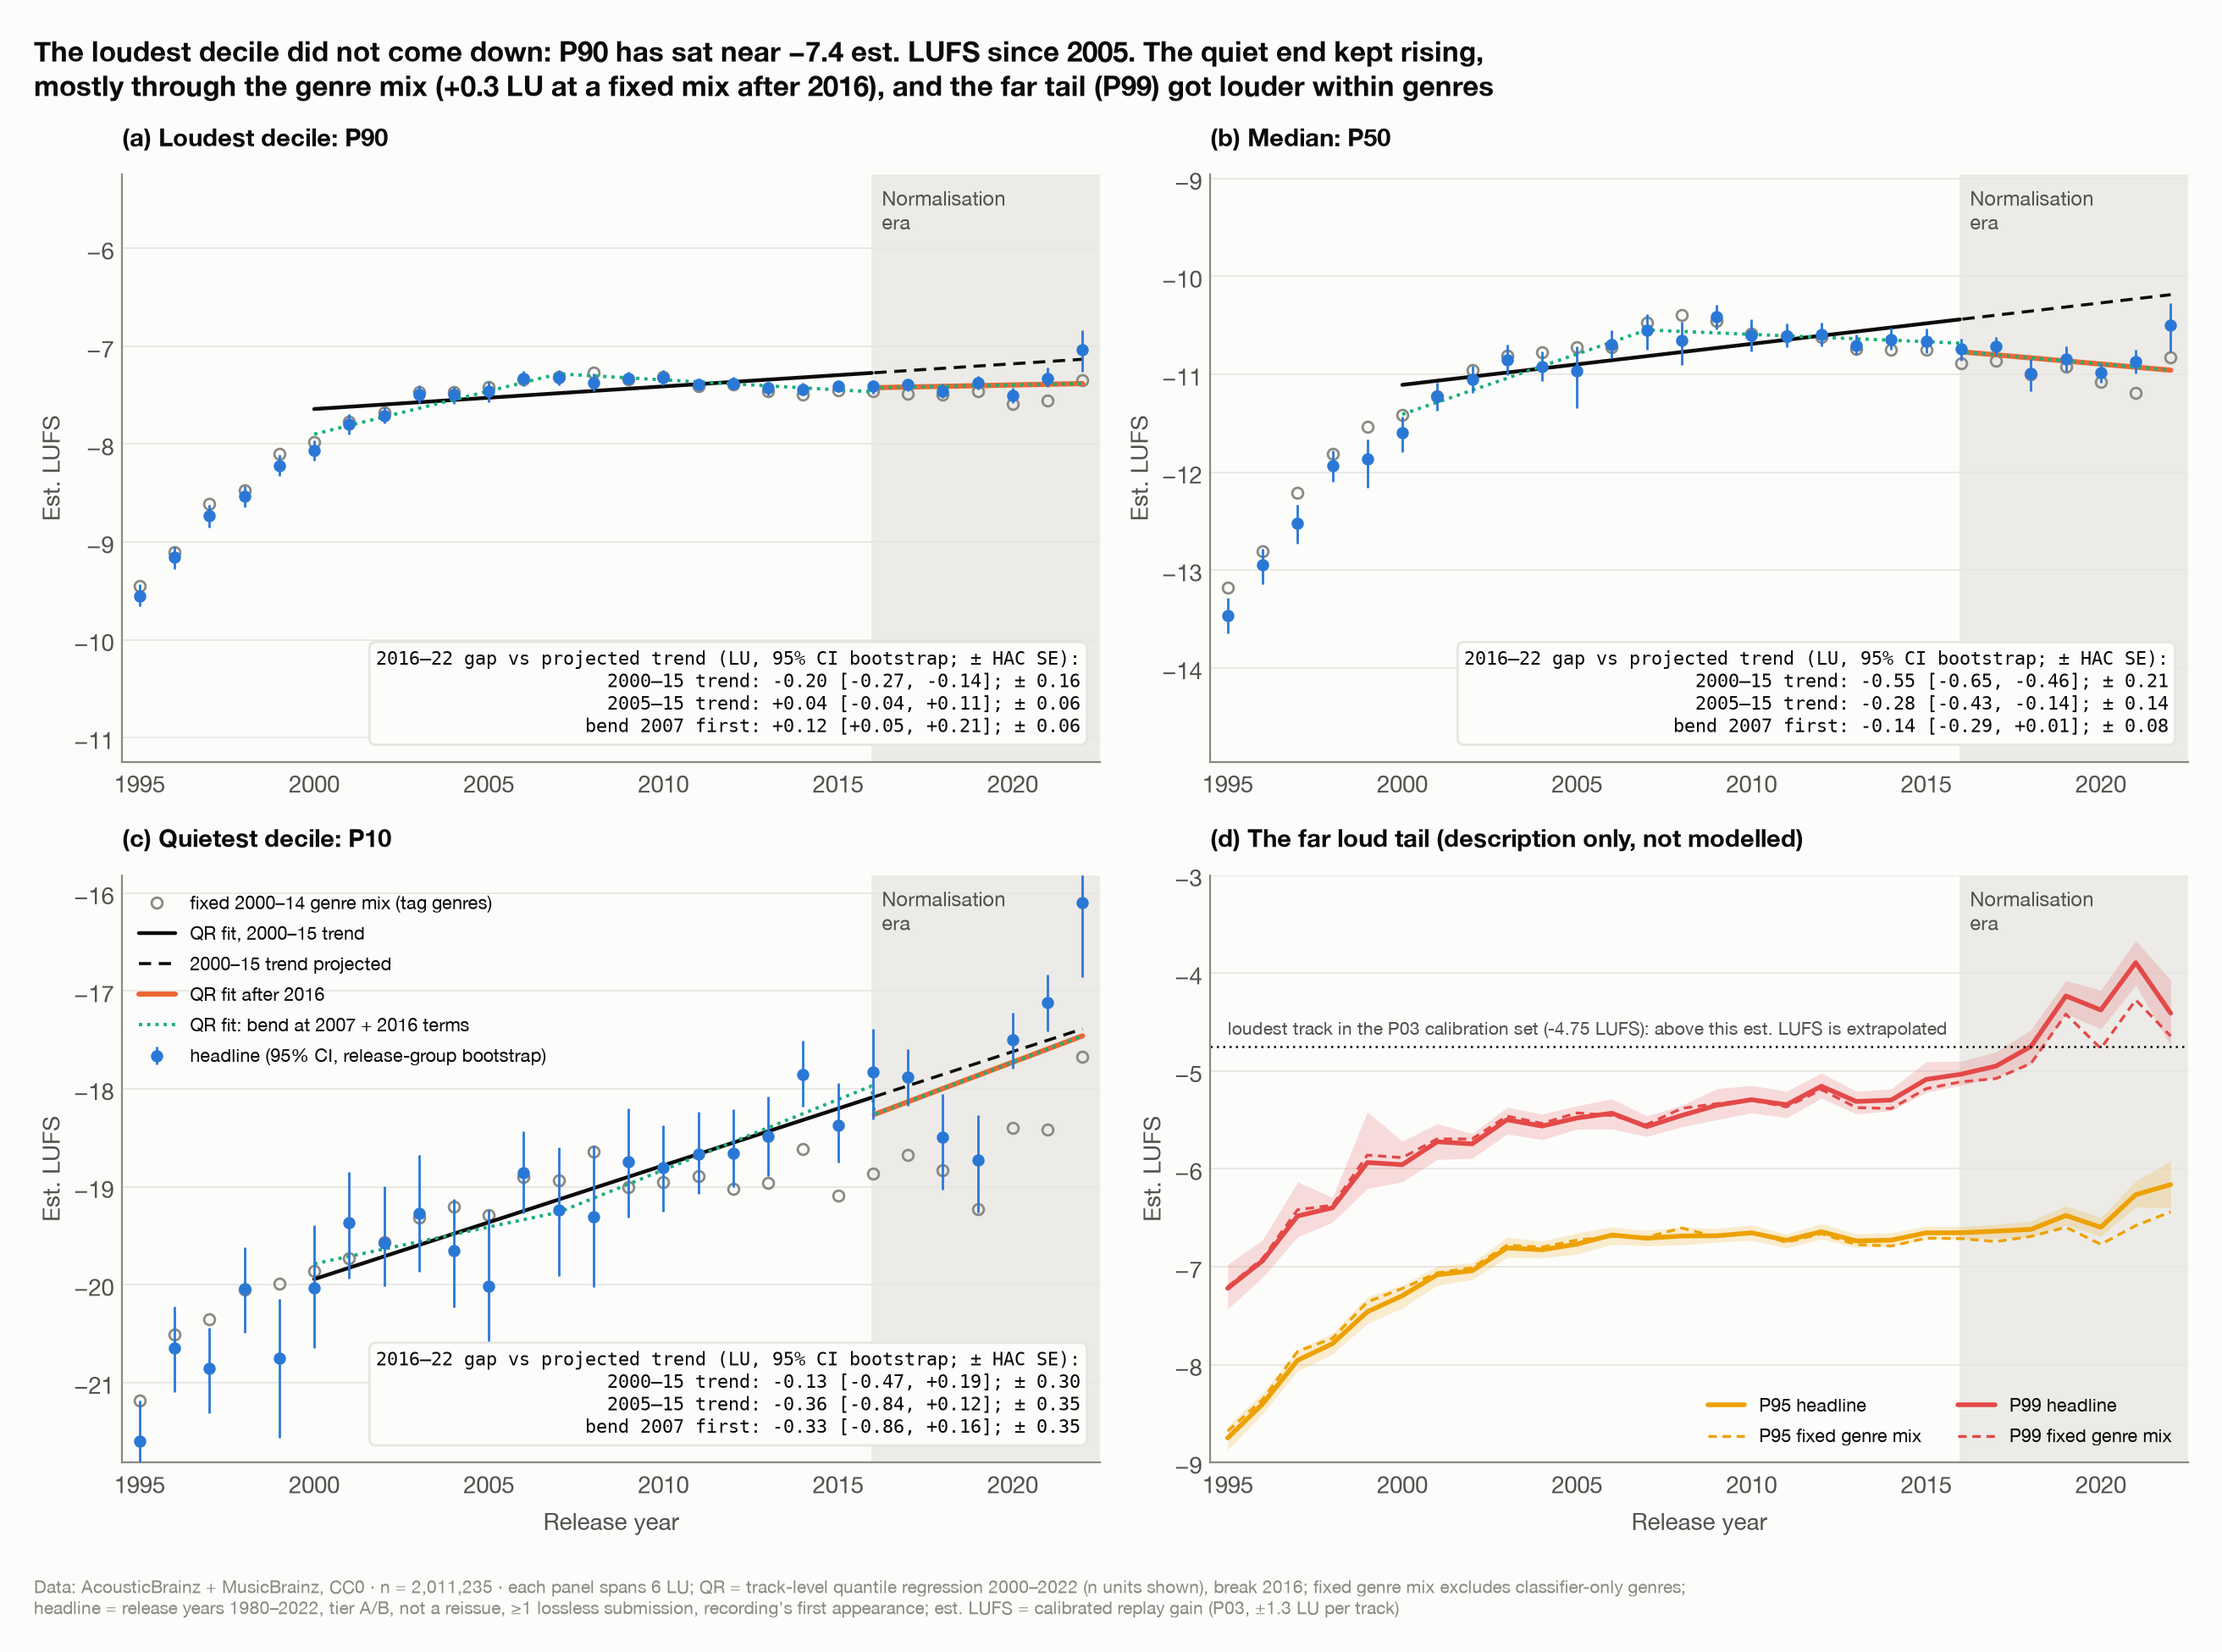 The loudest decile did not come down: P90 has sat near −7.4 est. LUFS since 2005. The quiet end kept rising,
mostly through the genre mix (+0.3 LU at a fixed mix after 2016), and the far tail (P99) got louder within genres
(a) Loudest decile: P90
Est. LUFS
−6
−7
−8
−9
−10
−11
Normalisation
era
2016–22 gap vs projected trend (LU, 95% CI bootstrap; ± HAC SE):
2000–15 trend: -0.20 [-0.27, -0.14]; ± 0.16
2005–15 trend: +0.04 [-0.04, +0.11]; ± 0.06
bend 2007 first: +0.12 [+0.05, +0.21]; ± 0.06
1995 2000 2005 2010 2015 2020
(b) Median: P50
Est. LUFS
−9
−10
−11
−12
−13
−14
Normalisation
era
2016–22 gap vs projected trend (LU, 95% CI bootstrap; ± HAC SE):
2000–15 trend: -0.55 [-0.65, -0.46]; ± 0.21
2005–15 trend: -0.28 [-0.43, -0.14]; ± 0.14
bend 2007 first: -0.14 [-0.29, +0.01]; ± 0.08
1995 2000 2005 2010 2015 2020
(c) Quietest decile: P10
Est. LUFS
−16
−17
−18
−19
−20
−21
fixed 2000–14 genre mix (tag genres)
QR fit, 2000–15 trend
2000–15 trend projected
QR fit after 2016
QR fit: bend at 2007 + 2016 terms
headline (95% CI, release-group bootstrap)
Normalisation
era
2016–22 gap vs projected trend (LU, 95% CI bootstrap; ± HAC SE):
2000–15 trend: -0.13 [-0.47, +0.19]; ± 0.30
2005–15 trend: -0.36 [-0.84, +0.12]; ± 0.35
bend 2007 first: -0.33 [-0.86, +0.16]; ± 0.35
1995 2000 2005 2010 2015 2020
Release year
(d) The far loud tail (description only, not modelled)
Est. LUFS
−3
−4
−5
−6
−7
−8
−9
Normalisation
era
loudest track in the P03 calibration set (-4.75 LUFS): above this est. LUFS is extrapolated
P95 headline
P95 fixed genre mix
P99 headline
P99 fixed genre mix
1995 2000 2005 2010 2015 2020
Release year
Data: AcousticBrainz + MusicBrainz, CC0 · n = 2,011,235 · each panel spans 6 LU; QR = track-level quantile regression 2000–2022 (n units shown), break 2016; fixed genre mix excludes classifier-only genres;
headline = release years 1980–2022, tier A/B, not a reissue, ≥1 lossless submission, recording's first appearance; est. LUFS = calibrated replay gain (P03, ±1.3 LU per track)